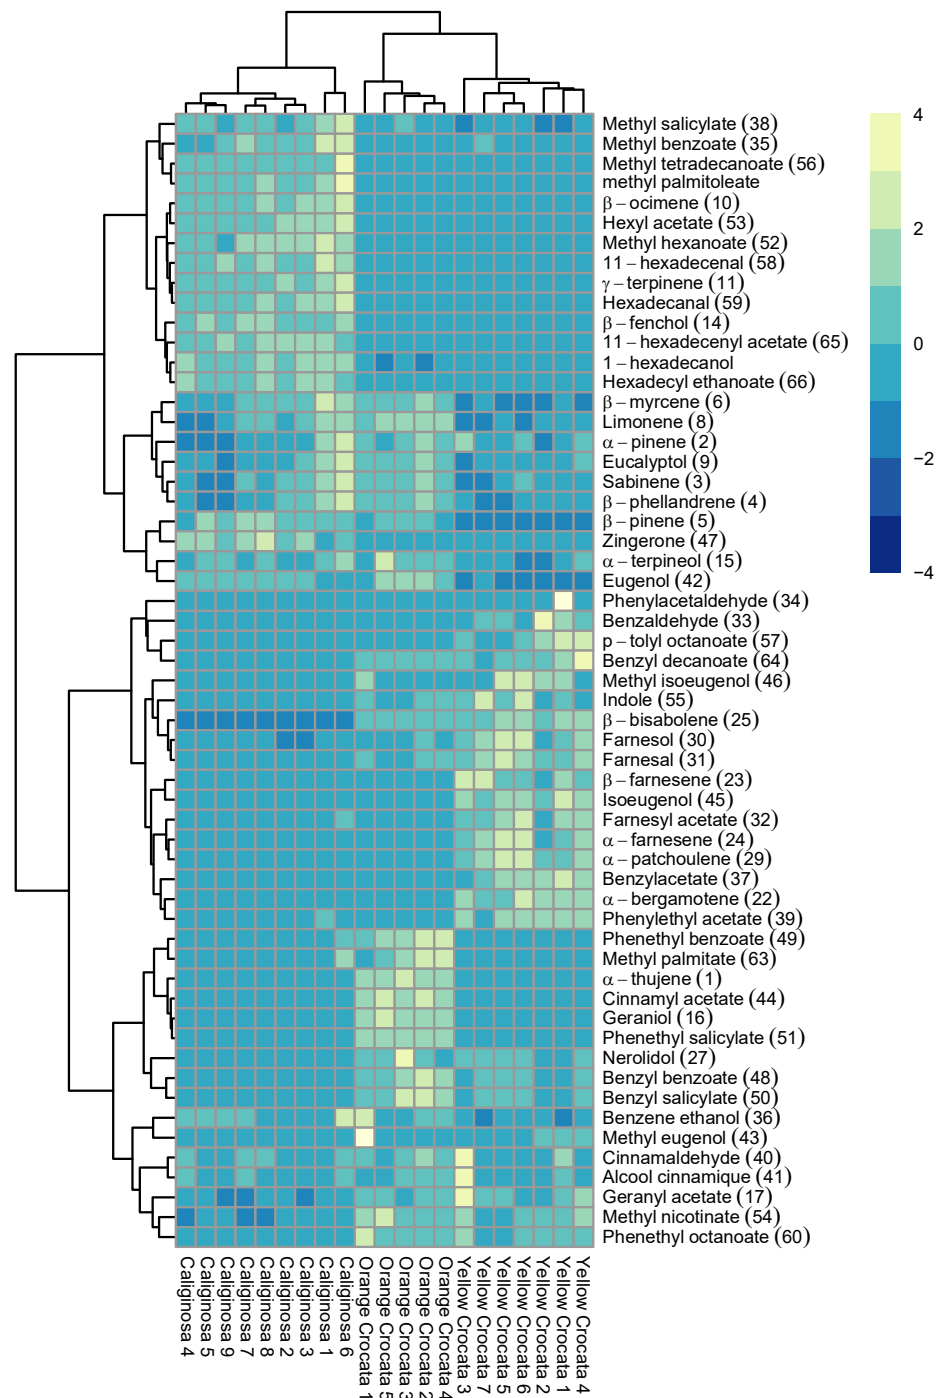 Methyl salicylate (38)
Methyl benzoate (35)
Methyl tetradecanoate (56)
methyl palmitoleate
β − ocimene (10)
Hexyl acetate (53)
Methyl hexanoate (52)
11 − hexadecenal (58)
γ − terpinene (11)
Hexadecanal (59)
β − fenchol (14)
11 − hexadecenyl acetate (65)
1 − hexadecanol
Hexadecyl ethanoate (66)
β − myrcene (6)
Limonene (8)
α − pinene (2)
Eucalyptol (9)
Sabinene (3)
β − phellandrene (4)
β − pinene (5)
Zingerone (47)
α − terpineol (15)
Eugenol (42)
Phenylacetaldehyde (34)
Benzaldehyde (33)
p − tolyl octanoate (57)
Benzyl decanoate (64)
Methyl isoeugenol (46)
Indole (55)
β − bisabolene (25)
Farnesol (30)
Farnesal (31)
β − farnesene (23)
Isoeugenol (45)
Farnesyl acetate (32)
α − farnesene (24)
α − patchoulene (29)
Benzylacetate (37)
α − bergamotene (22)
Phenylethyl acetate (39)
Phenethyl benzoate (49)
Methyl palmitate (63)
α − thujene (1)
Cinnamyl acetate (44)
Geraniol (16)
Phenethyl salicylate (51)
Nerolidol (27)
Benzyl benzoate (48)
Benzyl salicylate (50)
Benzene ethanol (36)
Methyl eugenol (43)
Cinnamaldehyde (40)
Alcool cinnamique (41)
Geranyl acetate (17)
Methyl nicotinate (54)
Phenethyl octanoate (60)
4
2
0
−2
−4
Caliginosa 4
Caliginosa 5
Caliginosa 9
Caliginosa 7
Caliginosa 8
Caliginosa 2
Caliginosa 3
Caliginosa 1
Caliginosa 6
Orange Crocata 1
Orange Crocata 5
Orange Crocata 3
Orange Crocata 2
Orange Crocata 4
Yellow Crocata 3
Yellow Crocata 7
Yellow Crocata 5
Yellow Crocata 6
Yellow Crocata 2
Yellow Crocata 1
Yellow Crocata 4